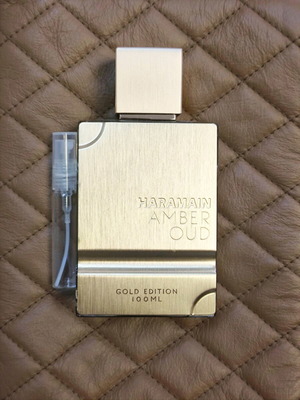 HARAMAIN
AMBER
OUD
GOLD EDITION
100ML